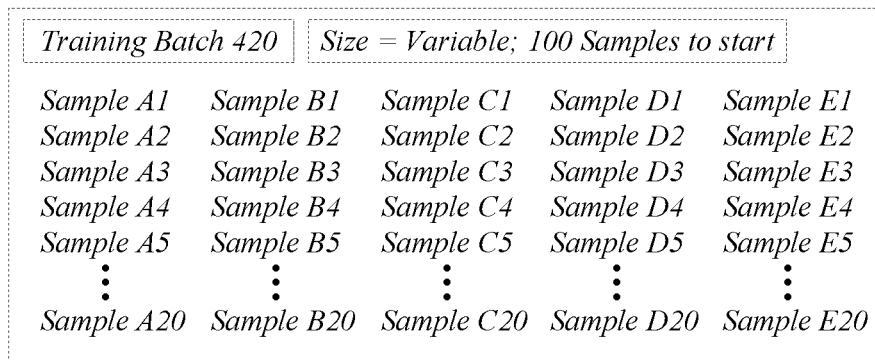 Training Batch 420 Size = Variable; 100 Samples to start
Sample A1 Sample B1 Sample C1 Sample D1 Sample E1
Sample A2 Sample B2 Sample C2 Sample D2 Sample E2
Sample A3 Sample B3 Sample C3 Sample D3 Sample E3
Sample A4 Sample B4 Sample C4 Sample D4 Sample E4
Sample A5 Sample B5 Sample C5 Sample D5 Sample E5
Sample A20 Sample B20 Sample C20 Sample D20 Sample E20